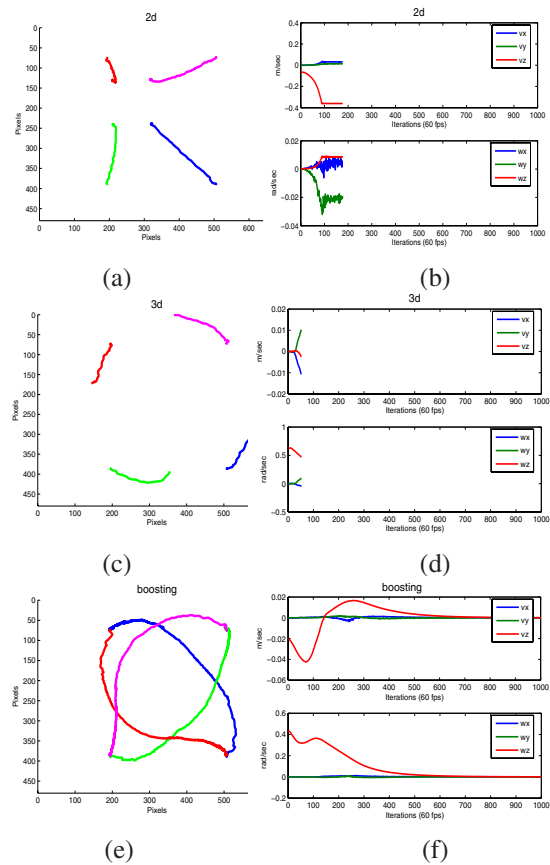 2d
0
50
100
150
200
250
300
350
400
450
Pixels
0 100 200 300 400 500 600
Pixels
(a)
0.4
0.2
0
−0.2
−0.4
m/sec
vx
vy
vz
0 100 200 300 400 500 600 700 800 900 1000
Iterations (60 fps)
0.02
0
−0.02
−0.04
rad/sec
wx
wy
wz
0 100 200 300 400 500 600 700 800 900 1000
Iterations (60 fps)
(b)
3d
0
50
100
150
200
250
300
350
400
450
Pixels
0 100 200 300 400 500
Pixels
(c)
3d
0.02
0.01
0
−0.01
−0.02
m/sec
vx
vy
vz
0 100 200 300 400 500 600 700 800 900 1000
Iterations (60 fps)
1
0.5
0
−0.5
rad/sec
wx
wy
wz
0 100 200 300 400 500 600 700 800 900 1000
Iterations (60 fps)
(d)
boosting
0
50
100
150
200
250
300
350
400
450
Pixels
0 100 200 300 400 500
Pixels
(e)
boosting
0.02
0
−0.02
−0.04
−0.06
m/sec
vx
vy
vz
0 100 200 300 400 500 600 700 800 900 1000
Iterations (60 fps)
0.6
0.4
0.2
0
−0.2
rad/sec
wx
wy
wz
0 100 200 300 400 500 600 700 800 900 1000
Iterations (60 fps)
(f)